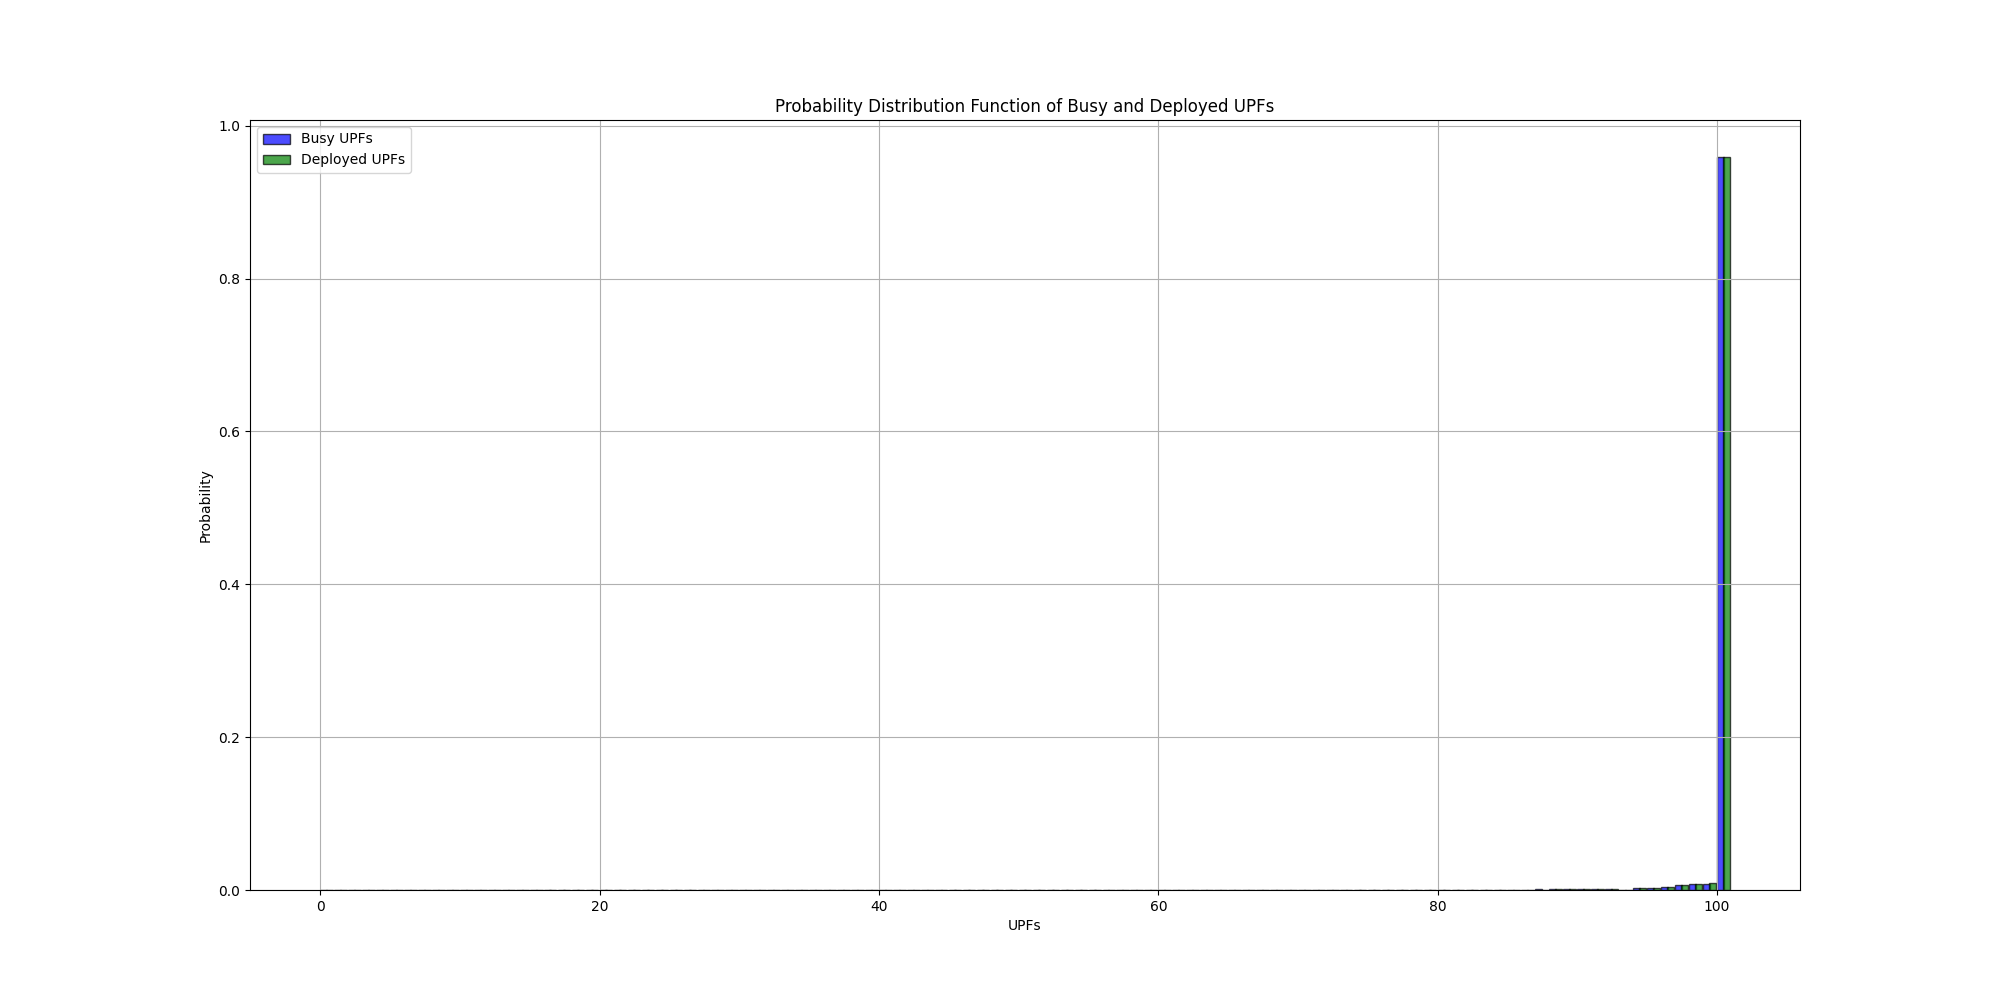 Probability Distribution Function of Busy and Deployed UPFs
1.0
Busy UPFs
Deployed UPFs
0.8
0.6
Probability
0.4
0.2
0.0
0 20 40 60 80 100
UPFs